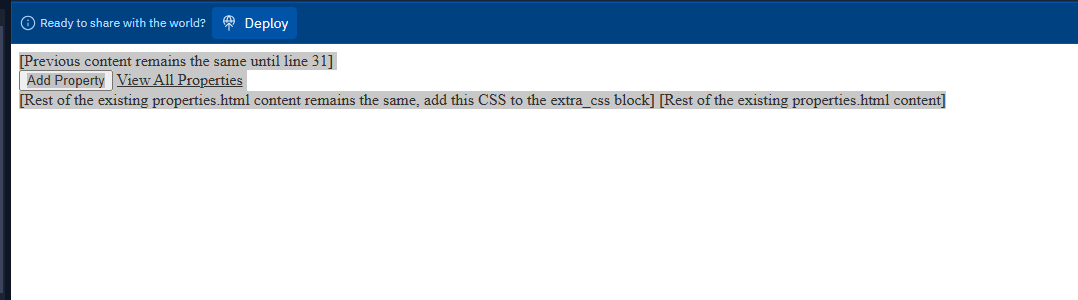 Ready to share with the world? Deploy
[Previous content remains the same until line 31]
Add Property View All Properties
[Rest of the existing properties.html content remains the same, add this CSS to the extra_css block] [Rest of the existing properties.html content]